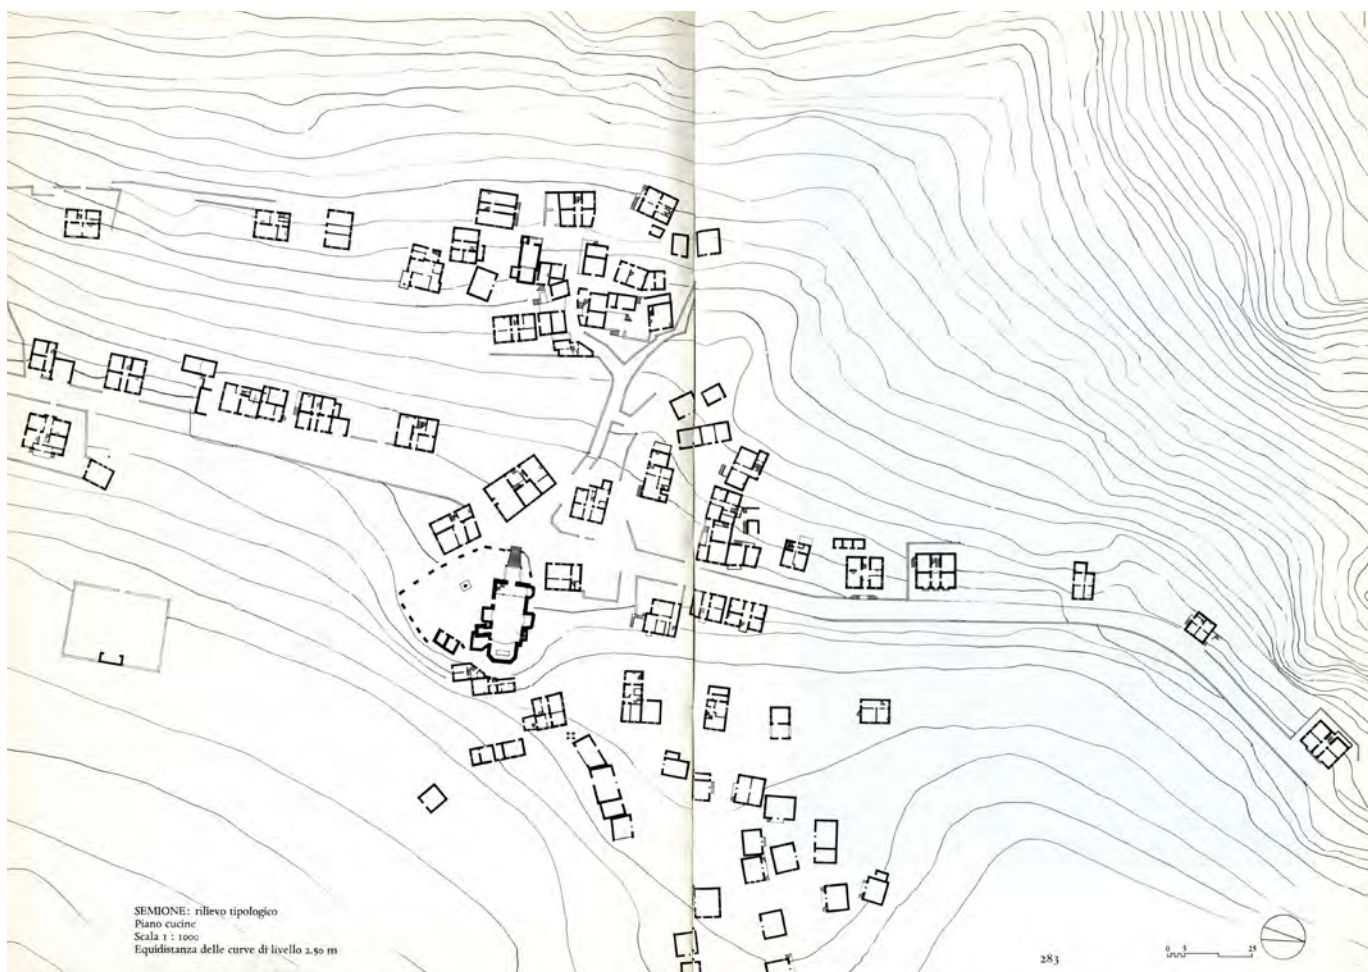 SEMIONE: rilievo tipologico
Piano cucine
Scala 1 : 1000
Equidistanza delle curve di livello 2.50 m
283
0 5 25